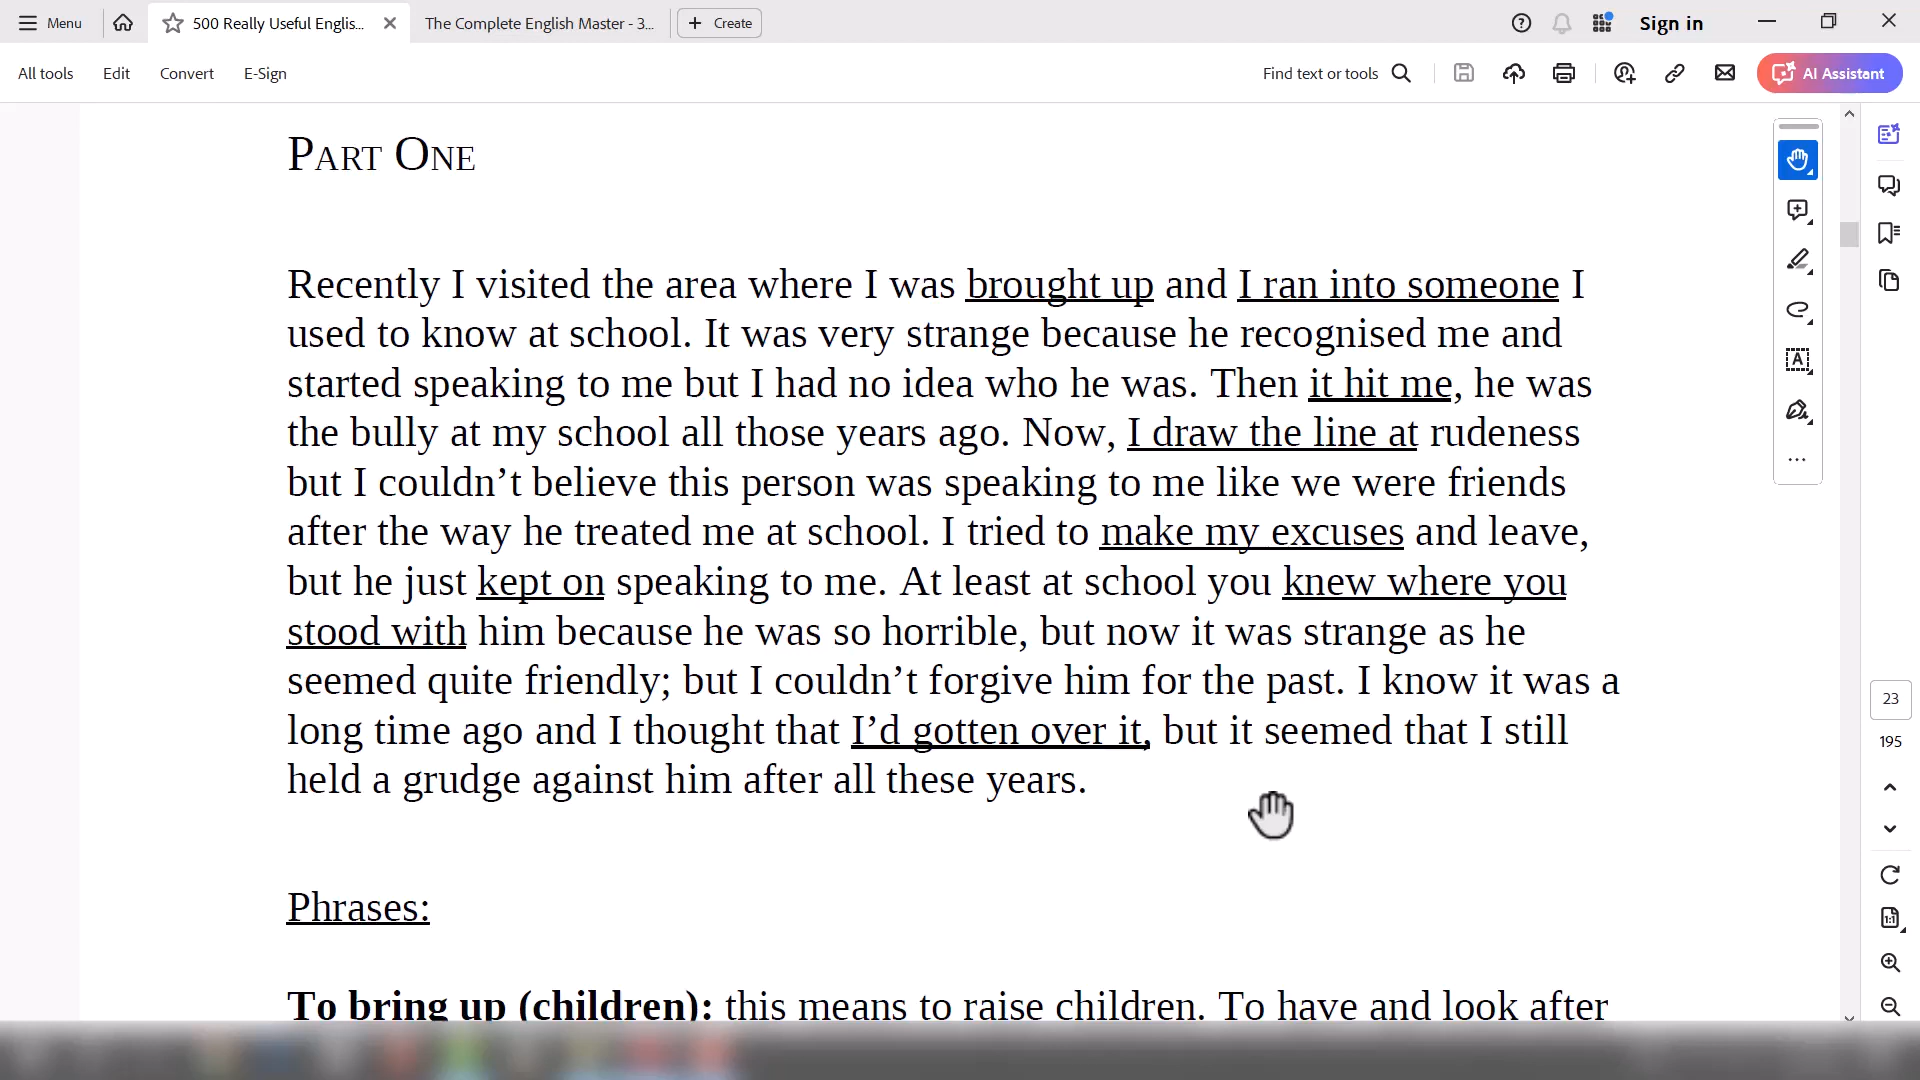 Menu
500 Really Useful Englis...
The Complete English Master - 3...
Create
Sign in
All tools
Edit
Convert
E-Sign
Find text or tools
AI Assistant
PART ONE
Recently I visited the area where I was brought up and I ran into someone I
used to know at school. It was very strange because he recognised me and
started speaking to me but I had no idea who he was. Then it hit me, he was
the bully at my school all those years ago. Now, I draw the line at rudeness
but I couldn’t believe this person was speaking to me like we were friends
after the way he treated me at school. I tried to make my excuses and leave,
but he just kept on speaking to me. At least at school you knew where you
stood with him because he was so horrible, but now it was strange as he
seemed quite friendly; but I couldn’t forgive him for the past. I know it was a
long time ago and I thought that I’d gotten over it, but it seemed that I still
held a grudge against him after all these years.
Phrases:
To bring up (children): this means to raise children. To have and look after
23
195